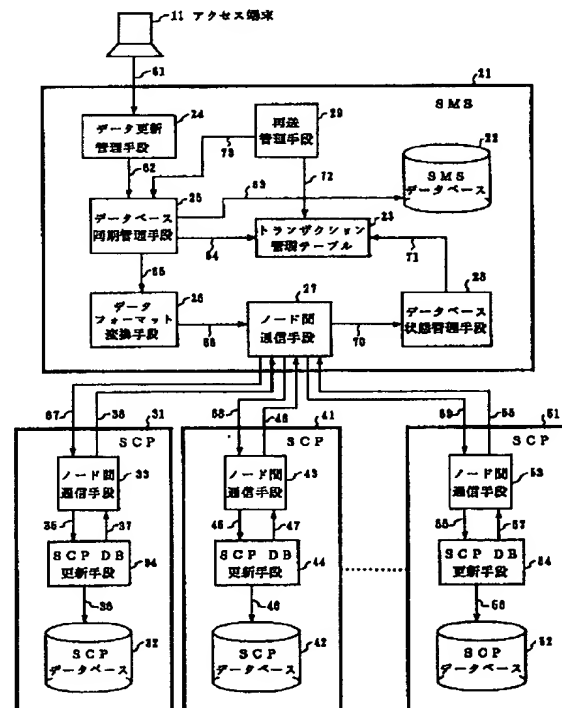 11 アクセス端末
61
21
SMS
24
データ更新
管理手段
29
再送
管理手段
22
SMS
データベース
73
72
62
63
25
データベース
同期管理手段
23
トランザクション
管理テーブル
64
71
65
26
データ
フォーマット
変換手段
27
ノード間
通信手段
28
データベース
状態管理手段
66
70
67
38
31
SCP
68
48
41
SCP
69
58
51
SCP
33
ノード間
通信手段
43
ノード間
通信手段
53
ノード間
通信手段
35
37
45
47
55
57
SCP DB
更新手段
34
SCP DB
更新手段
44
SCP DB
更新手段
54
36
46
56
SCP
データベース
32
SCP
データベース
42
SCP
データベース
52